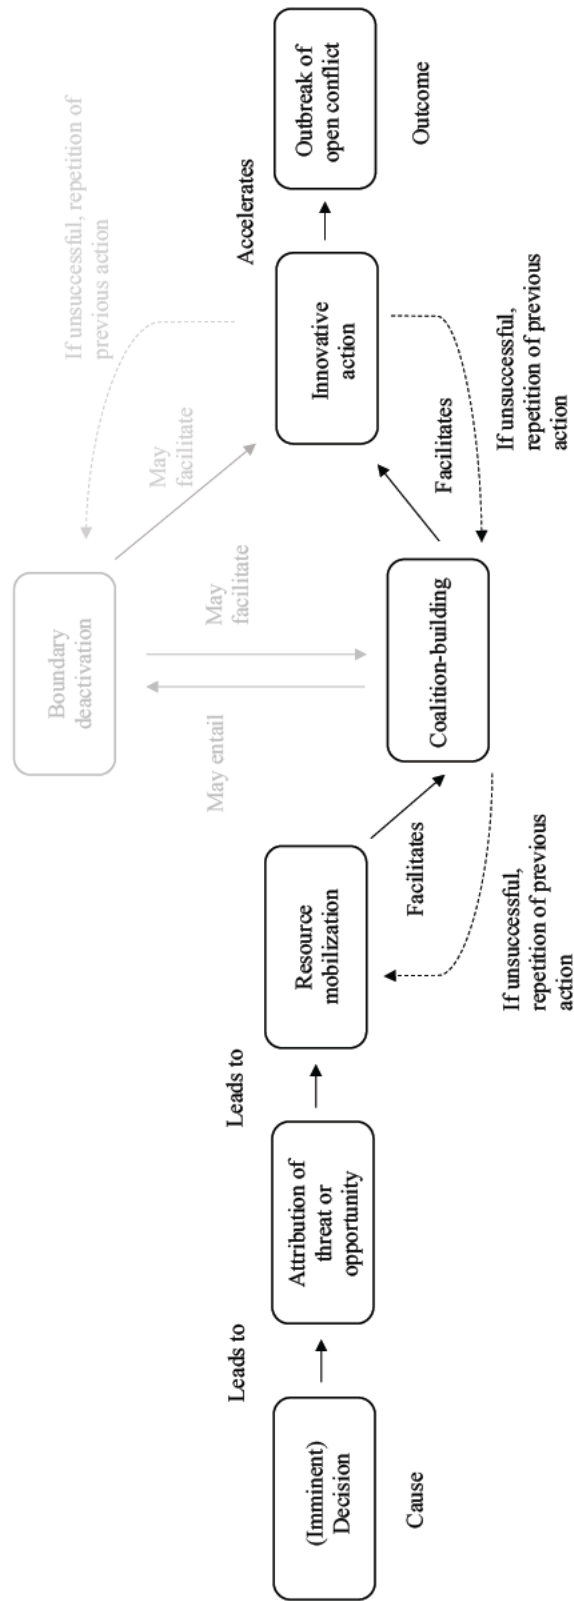 (Imminent)
Decision
Cause
Leads to
Attribution of
threat or
opportunity
Leads to
Resource
mobilization
Facilitates
If unsuccessful,
repetition of previous
action
Coalition-building
May entail
May
facilitate
Boundary
deactivation
May
facilitate
If unsuccessful, repetition of
previous action
Facilitates
If unsuccessful,
repetition of previous
action
Innovative
action
Accelerates
Outbreak of
open conflict
Outcome